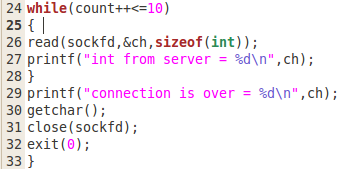 24 while(count++<=10)
25 {
26 read(sockfd,&ch,sizeof(int));
27 printf("int from server = %d\n",ch);
28 }
29 printf("connection is over = %d\n",ch);
30 getchar();
31 close(sockfd);
32 exit(0);
33 }